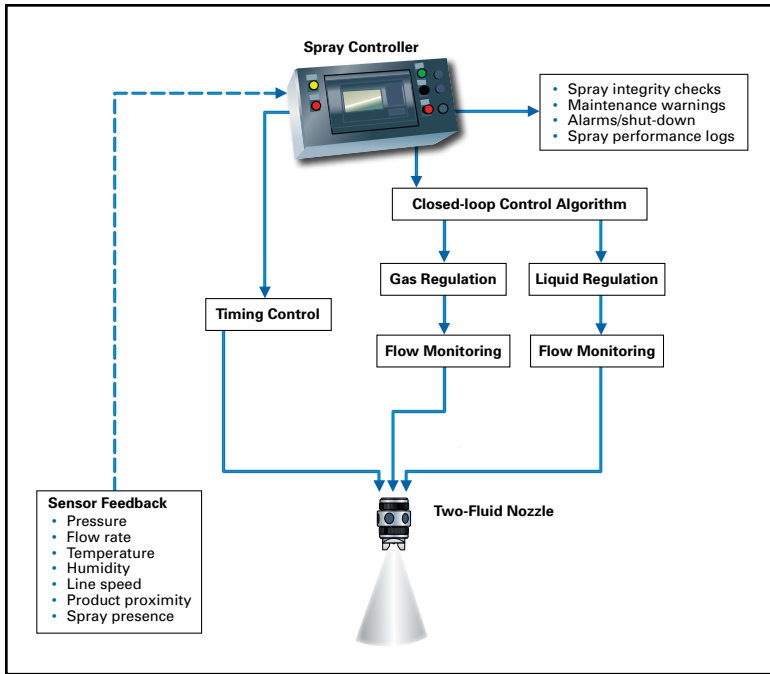 Spray Controller
• Spray integrity checks
• Maintenance warnings
• Alarms/shut-down
• Spray performance logs
Closed-loop Control Algorithm
Gas Regulation
Liquid Regulation
Timing Control
Flow Monitoring
Flow Monitoring
Sensor Feedback
• Pressure
• Flow rate
• Temperature
• Humidity
• Line speed
• Product proximity
• Spray presence
Two-Fluid Nozzle